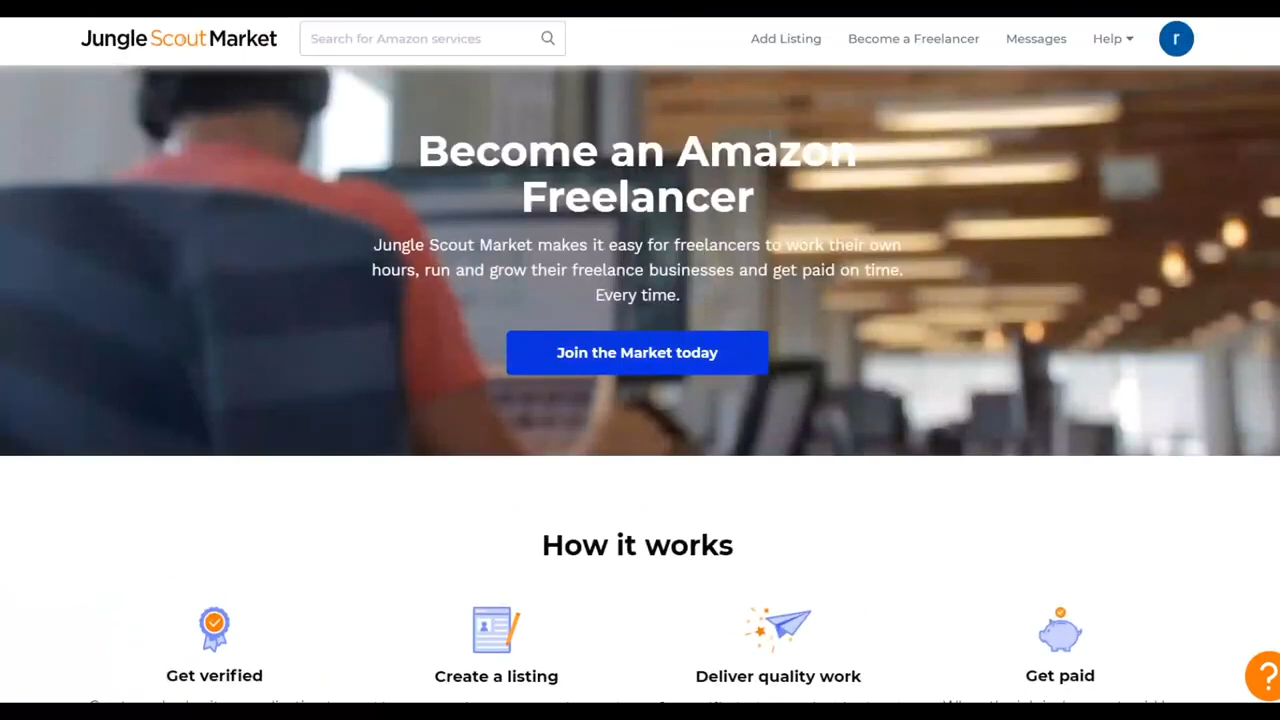 Jungle Scout Market
Search for Amazon services
Add Listing
Become a Freelancer
Messages
Help
r
Become an Amazon
Freelancer
Jungle Scout Market makes it easy for freelancers to work their own
hours, run and grow their freelance businesses and get paid on time.
Every time.
Join the Market today
How it works
Get verified
Create a listing
Deliver quality work
Get paid
?